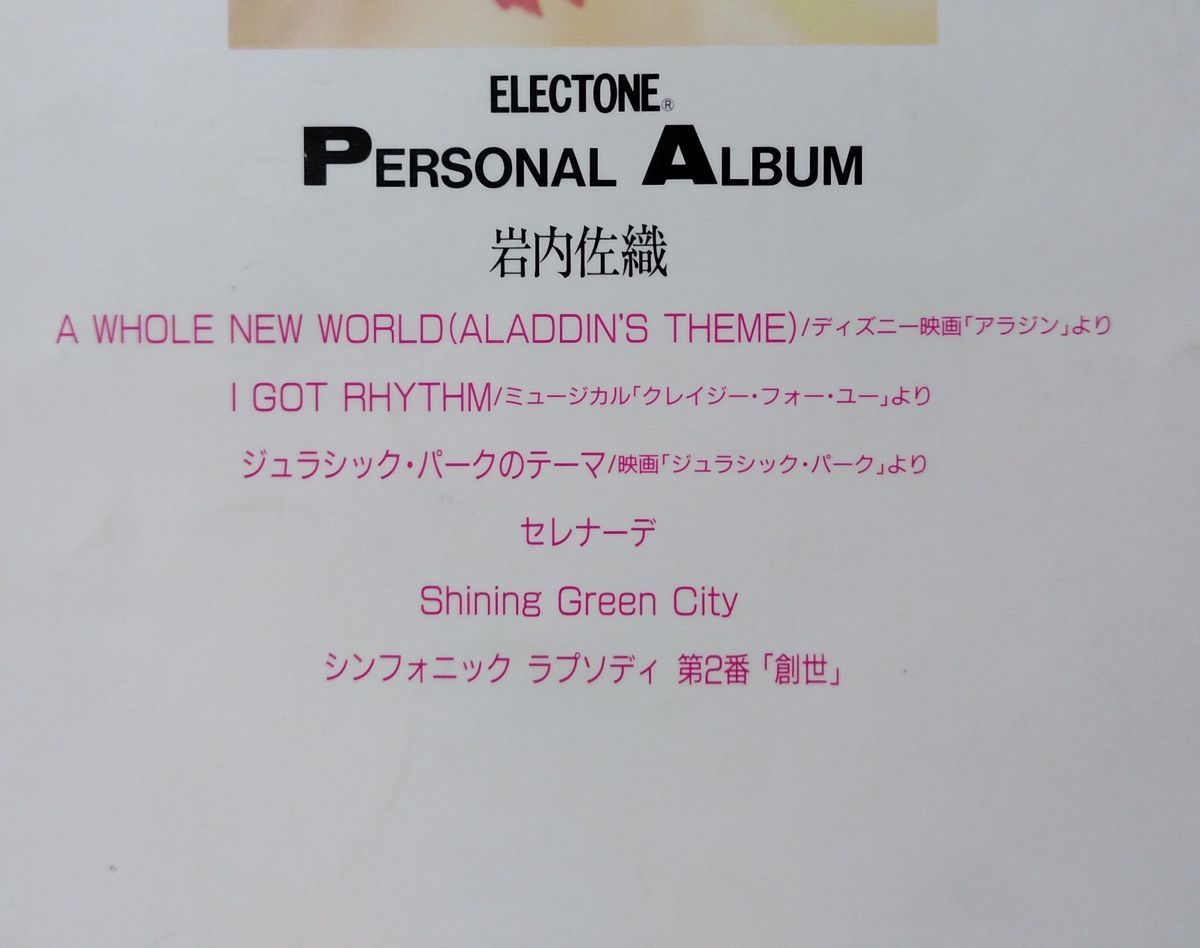 ELECTONE®
PERSONAL ALBUM
岩内佐織
A WHOLE NEW WORLD(ALADDIN'S THEME)/ディズニー映画「アラジン」より
I GOT RHYTHM/ミュージカル「クレイジー・フォー・ユー」より
ジュラシック・パークのテーマ/映画「ジュラシック・パーク」より
セレナーデ
Shining Green City
シンフォニック ラプソディ 第2番「創世」